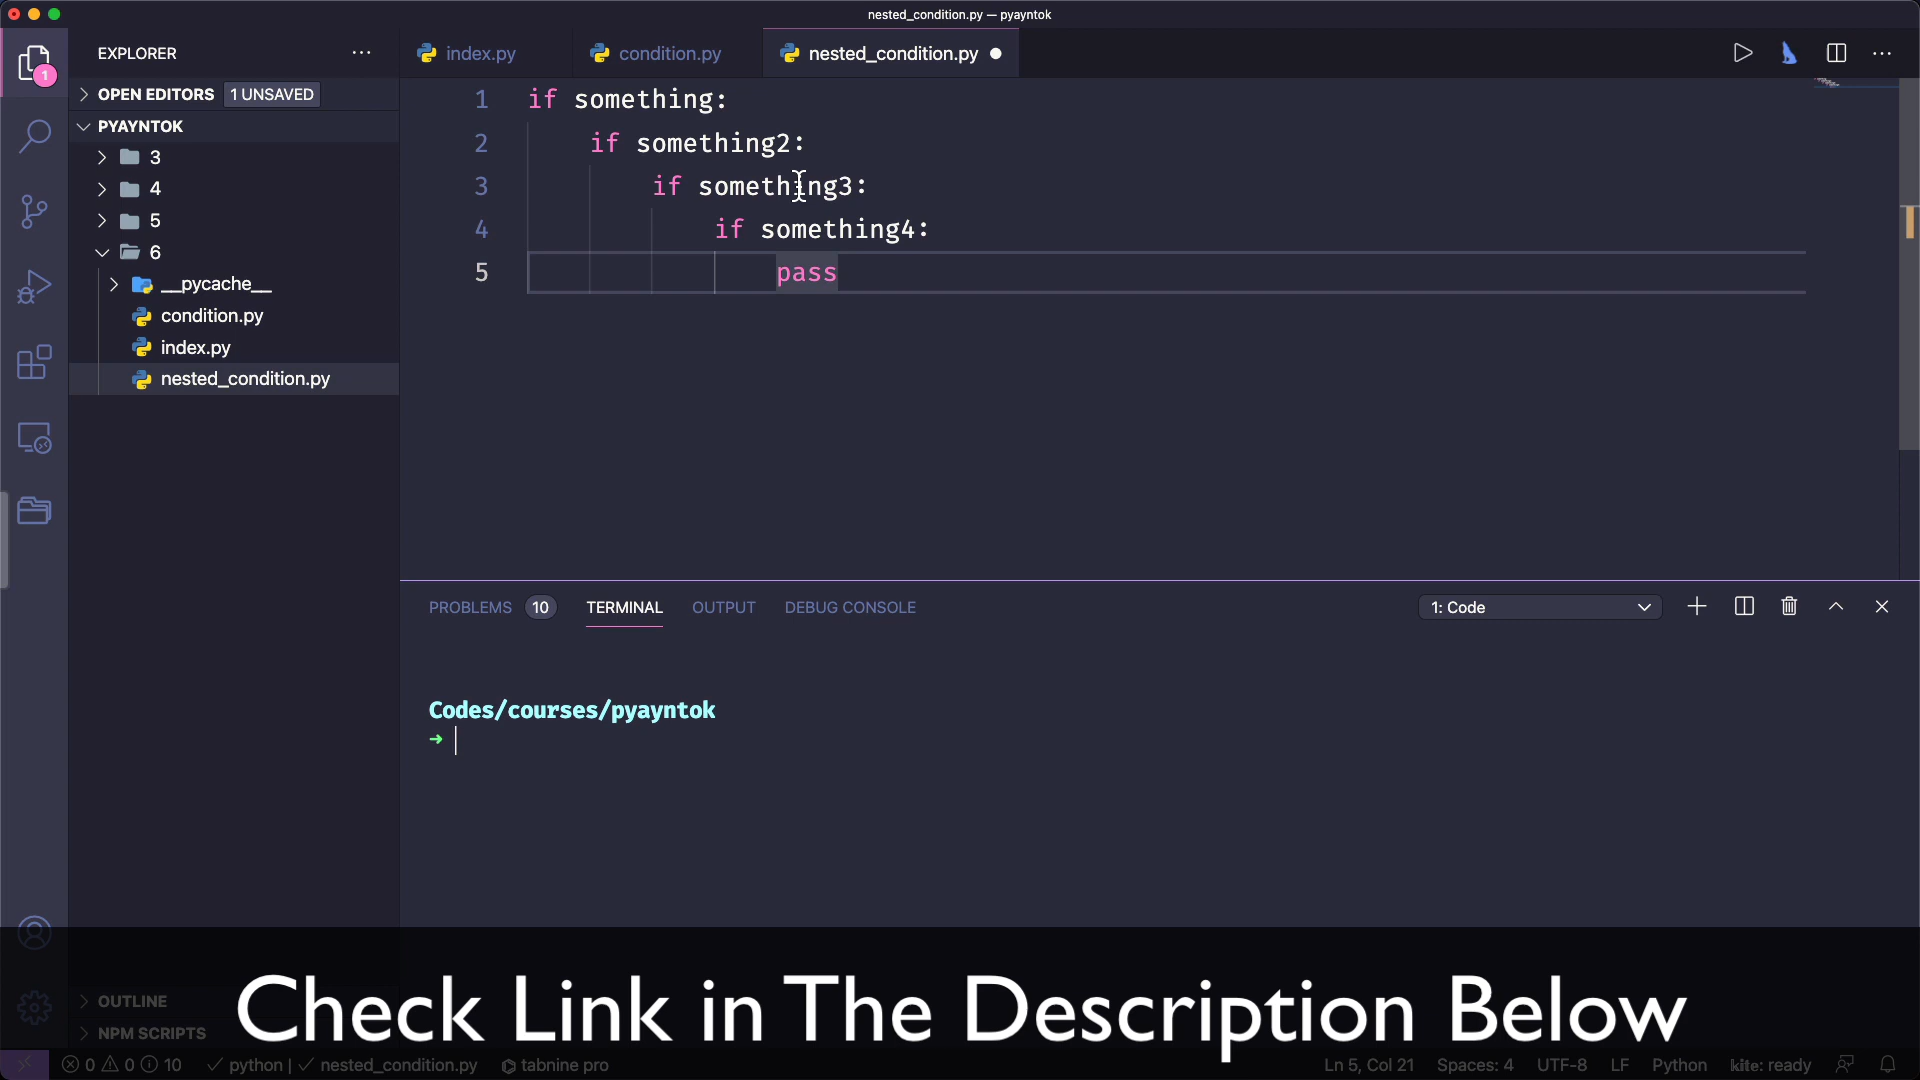 nested_condition.py — pyayntok
1
EXPLORER
index.py
condition.py
nested_condition.py
OPEN EDITORS 1 UNSAVED
PYAYNTOK
3
4
5
6
__pycache__
condition.py
index.py
nested_condition.py
1 if something:
2 if something2:
3 if something3:
4 if something4:
5 pass
PROBLEMS 10 TERMINAL OUTPUT DEBUG CONSOLE
1: Code
Codes/courses/pyayntok
➜
OUTLINE
NPM SCRIPTS
Check Link in The Description Below
0 0 10 python | nested_condition.py tabnine pro
Ln 5, Col 21 Spaces: 4 UTF-8 LF Python kite: ready